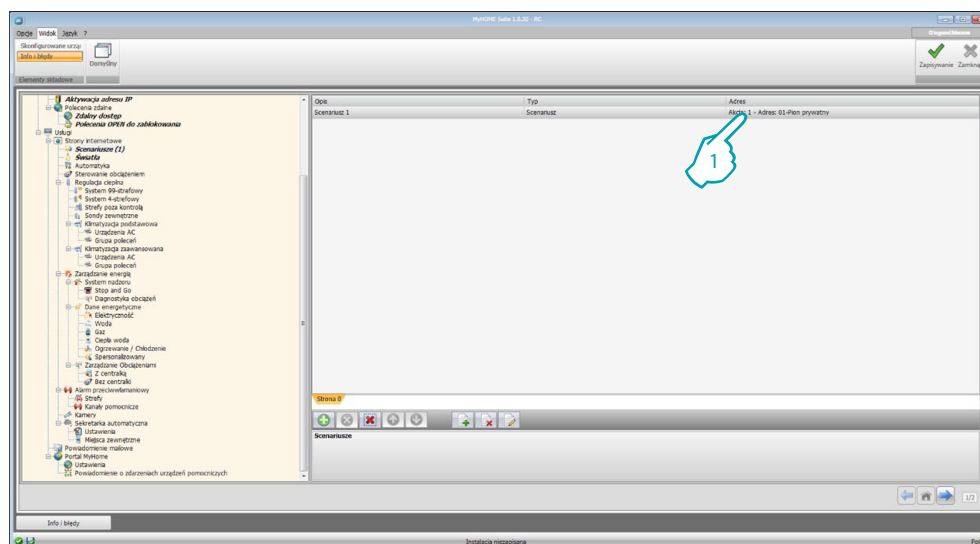 MyHOME Suite 1.0.30 - RC
Opcje Widok Język ?
Skonfigurowane urzą
Info i błędy
Domyślny
Elementy składowe
Diagend
Zapisywanie Zamkną
Aktywacja adresu IP
Polecenia zdalne
Zdalny dostęp
Polecenia OPEN do zablokowania
Usługi
Strony internetowe
Scenariusze (1)
Światła
Automatyka
Sterowanie obciążeniem
Regulacja cieplna
System 99-strefowy
System 4-strefowy
Strefy poza kontrolą
Sondy zewnętrzne
Klimatyzacja podstawowa
Urządzenia AC
Grupa poleceń
Klimatyzacja zaawansowana
Urządzenia AC
Grupa poleceń
Zarządzanie energią
System nadzoru
Stop and Go
Diagnostyka obciążeń
Dane energetyczne
Elektryczność
Woda
Gaz
Ciepła woda
Ogrzewanie / Chłodzenie
Spersonalizowany
Zarządzanie Obciążeniami
Z centralką
Bez centralki
Alarm przeciwwłamaniowy
Strefy
Kanały pomocnicze
Kamery
Sekretarka automatyczna
Ustawienia
Miejsca zewnętrzne
Powiadomienie mailowe
Portal MyHome
Ustawienia
Powiadomienie o zdarzeniach urządzeń pomocniczych
Opis Typ Adres
Scenariusz 1 Scenariusz Akcja: 1 - Adres: 01-Pion prywatny
1
Strona 0
Scenariusze
1/2
Info i błędy
Instalacja niezapisana